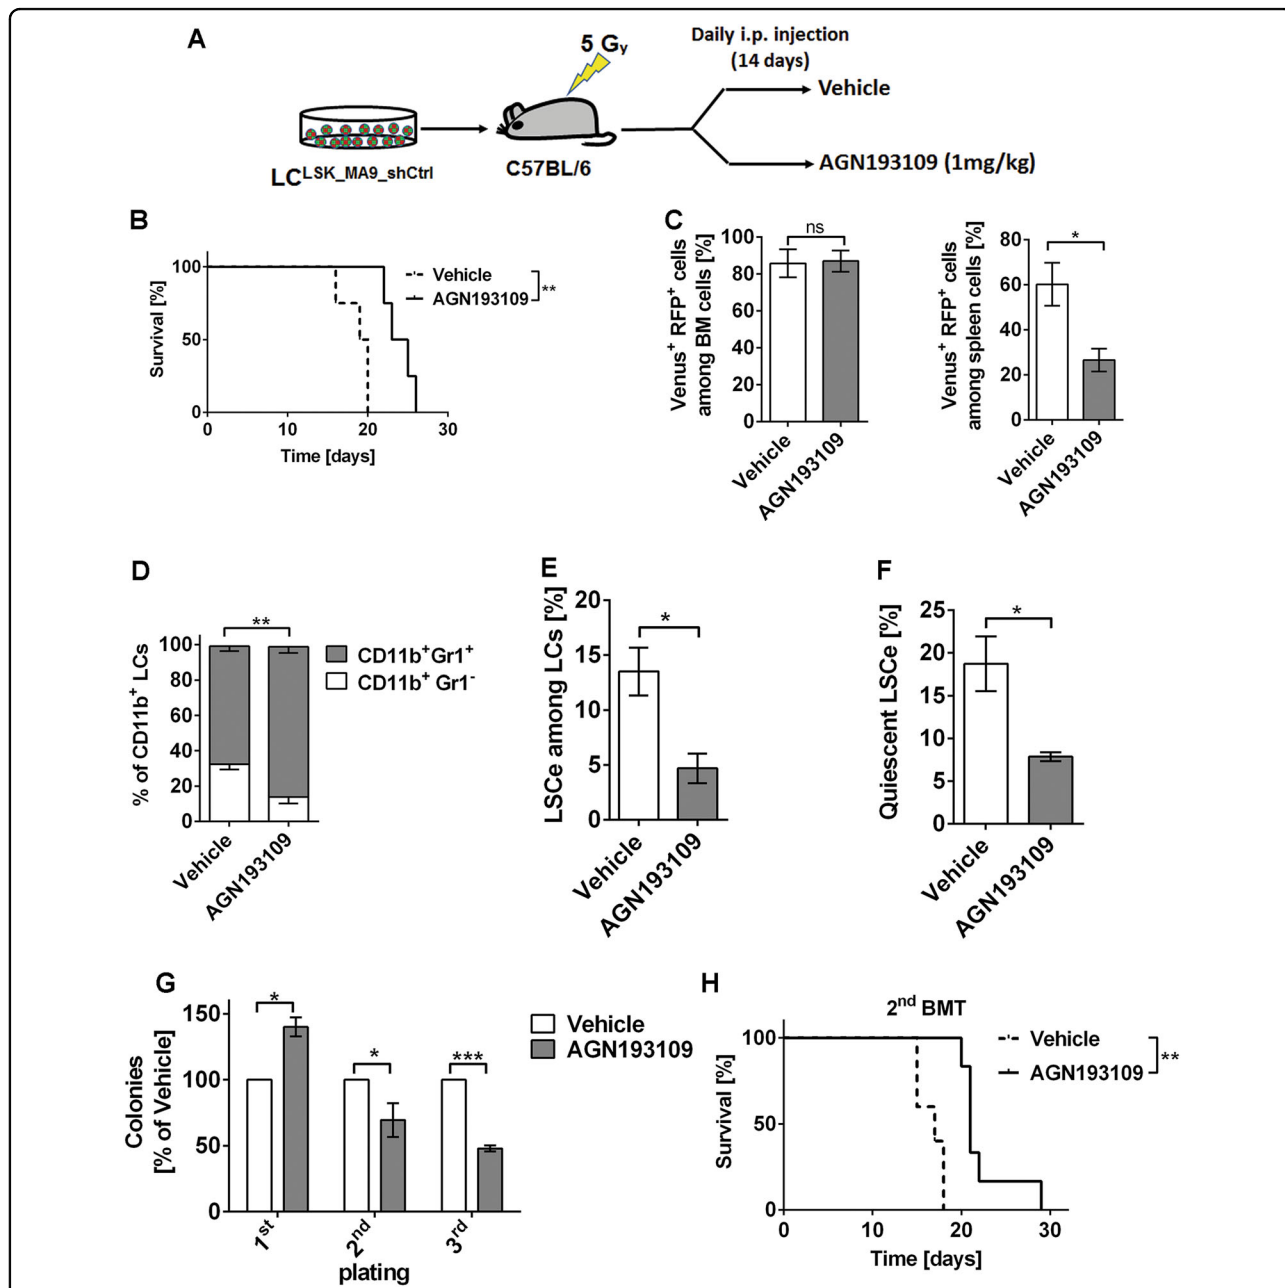 A
5 Gy
Daily i.p. injection
(14 days)
Vehicle
AGN193109 (1mg/kg)
LC^LSK_MA9_shCtrl
C57BL/6
B
Survival [%]
100
50
0
0 10 20 30
Time [days]
Vehicle
AGN193109
**
C
Venus+ RFP+ cells
among BM cells [%]
100
80
60
40
20
0
ns
Vehicle
AGN193109
Venus+ RFP+ cells
among spleen cells [%]
80
60
40
20
0
*
Vehicle
AGN193109
D
% of CD11b+ LCs
100
80
60
40
20
0
**
CD11b+Gr1+
CD11b+ Gr1-
Vehicle
AGN193109
E
LSCe among LCs [%]
20
15
10
5
0
*
Vehicle
AGN193109
F
Quiescent LSCe [%]
25
20
15
10
5
0
*
Vehicle
AGN193109
G
Colonies
[% of Vehicle]
150
100
50
0
*
*
***
Vehicle
AGN193109
1st 2nd 3rd
plating
H
2nd BMT
Survival [%]
100
50
0
0 10 20 30
Time [days]
Vehicle
AGN193109
**